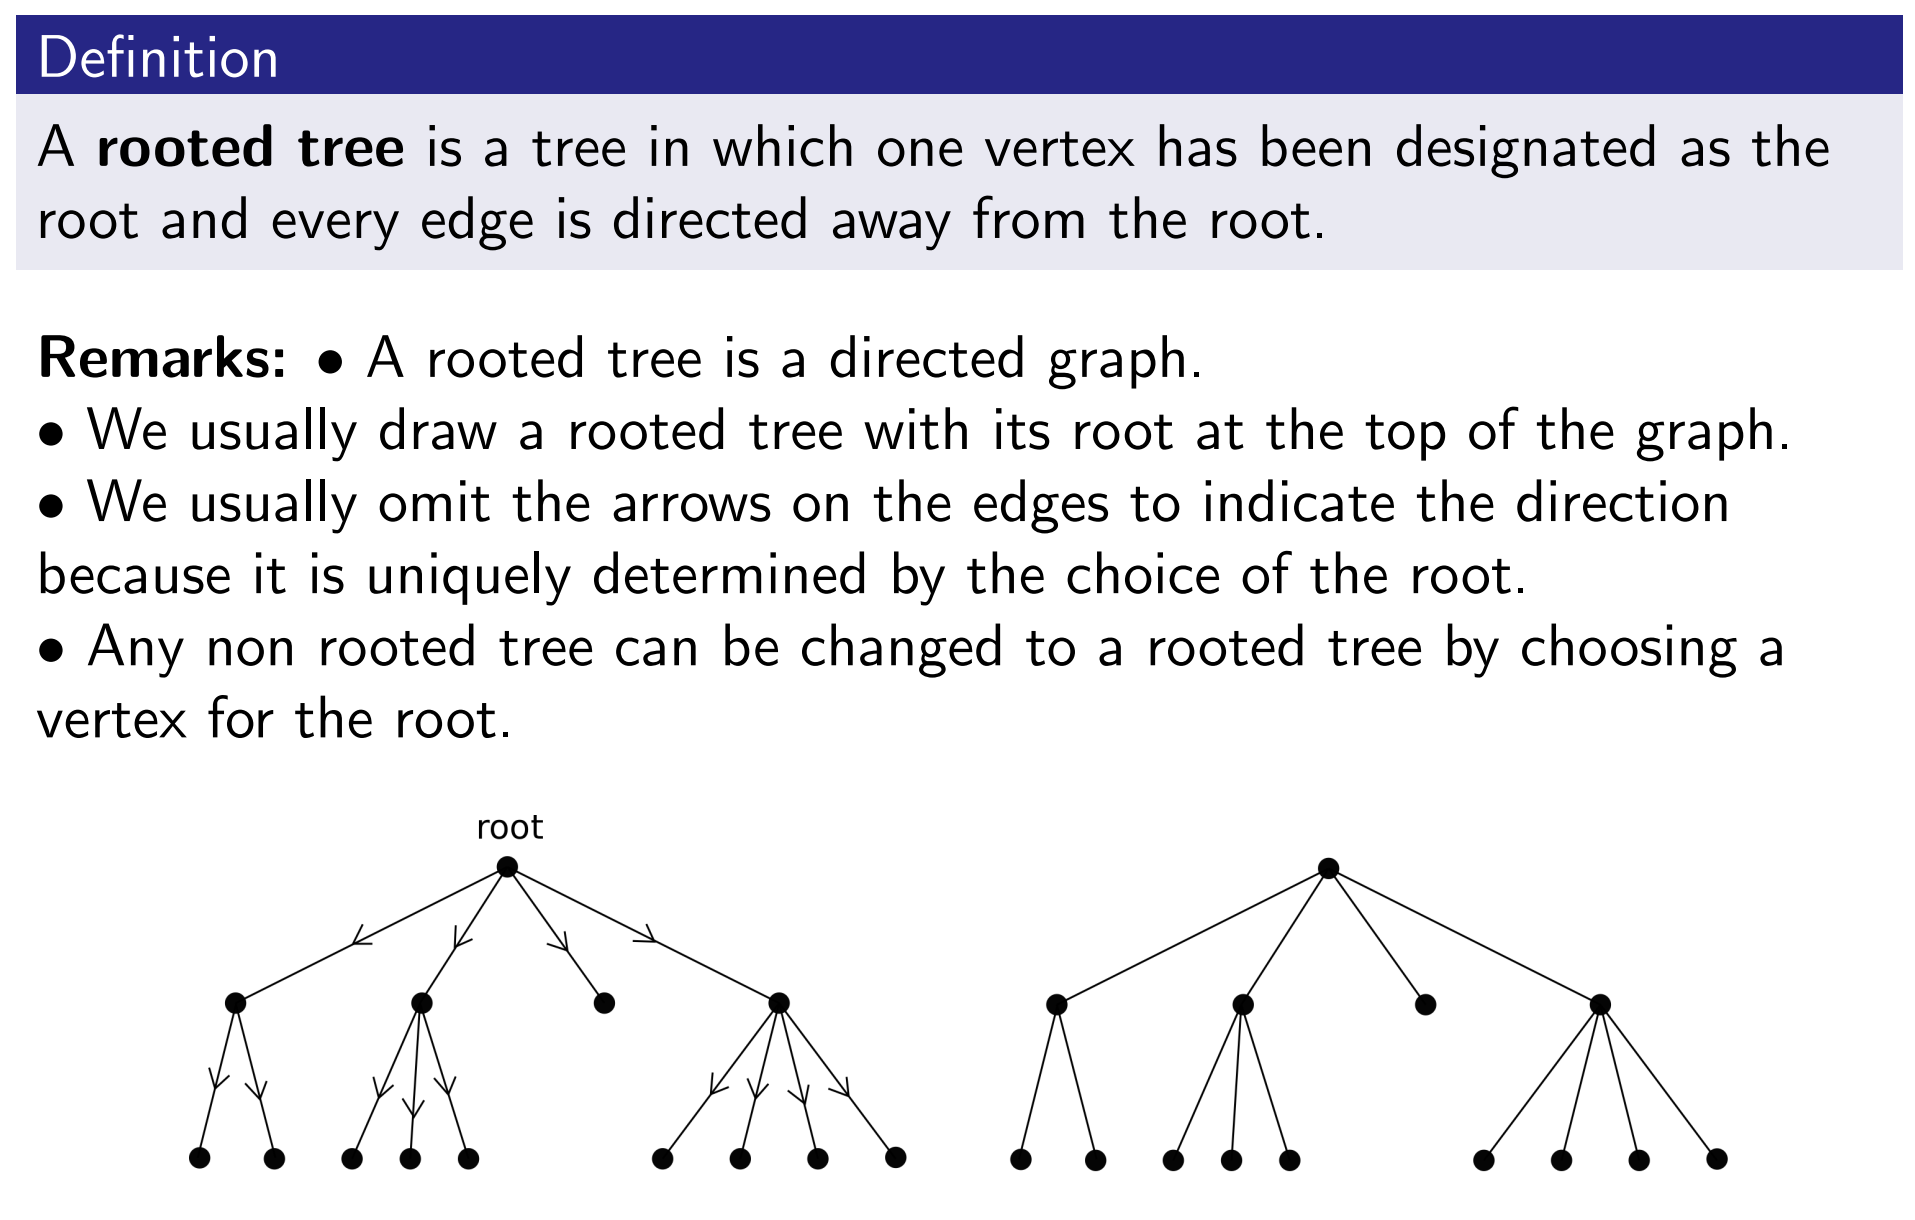 Definition
A rooted tree is a tree in which one vertex has been designated as the
root and every edge is directed away from the root.
Remarks: • A rooted tree is a directed graph.
• We usually draw a rooted tree with its root at the top of the graph.
• We usually omit the arrows on the edges to indicate the direction
because it is uniquely determined by the choice of the root.
• Any non rooted tree can be changed to a rooted tree by choosing a
vertex for the root.
root